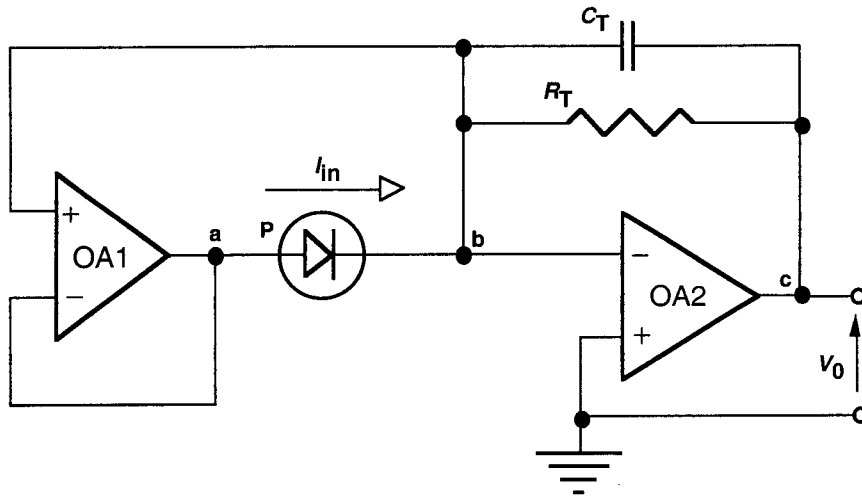 C_T
R_T
I_in
+
a
P
b
OA1
−
−
c
OA2
+
V_0